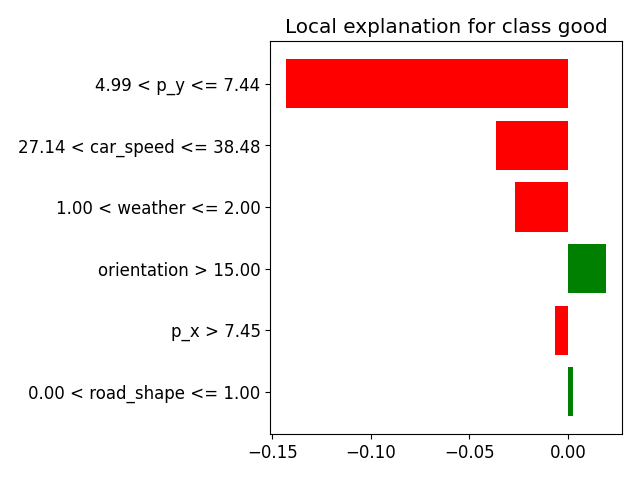 Local explanation for class good
4.99 < p_y <= 7.44
27.14 < car_speed <= 38.48
1.00 < weather <= 2.00
orientation > 15.00
p_x > 7.45
0.00 < road_shape <= 1.00
−0.15 −0.10 −0.05 0.00